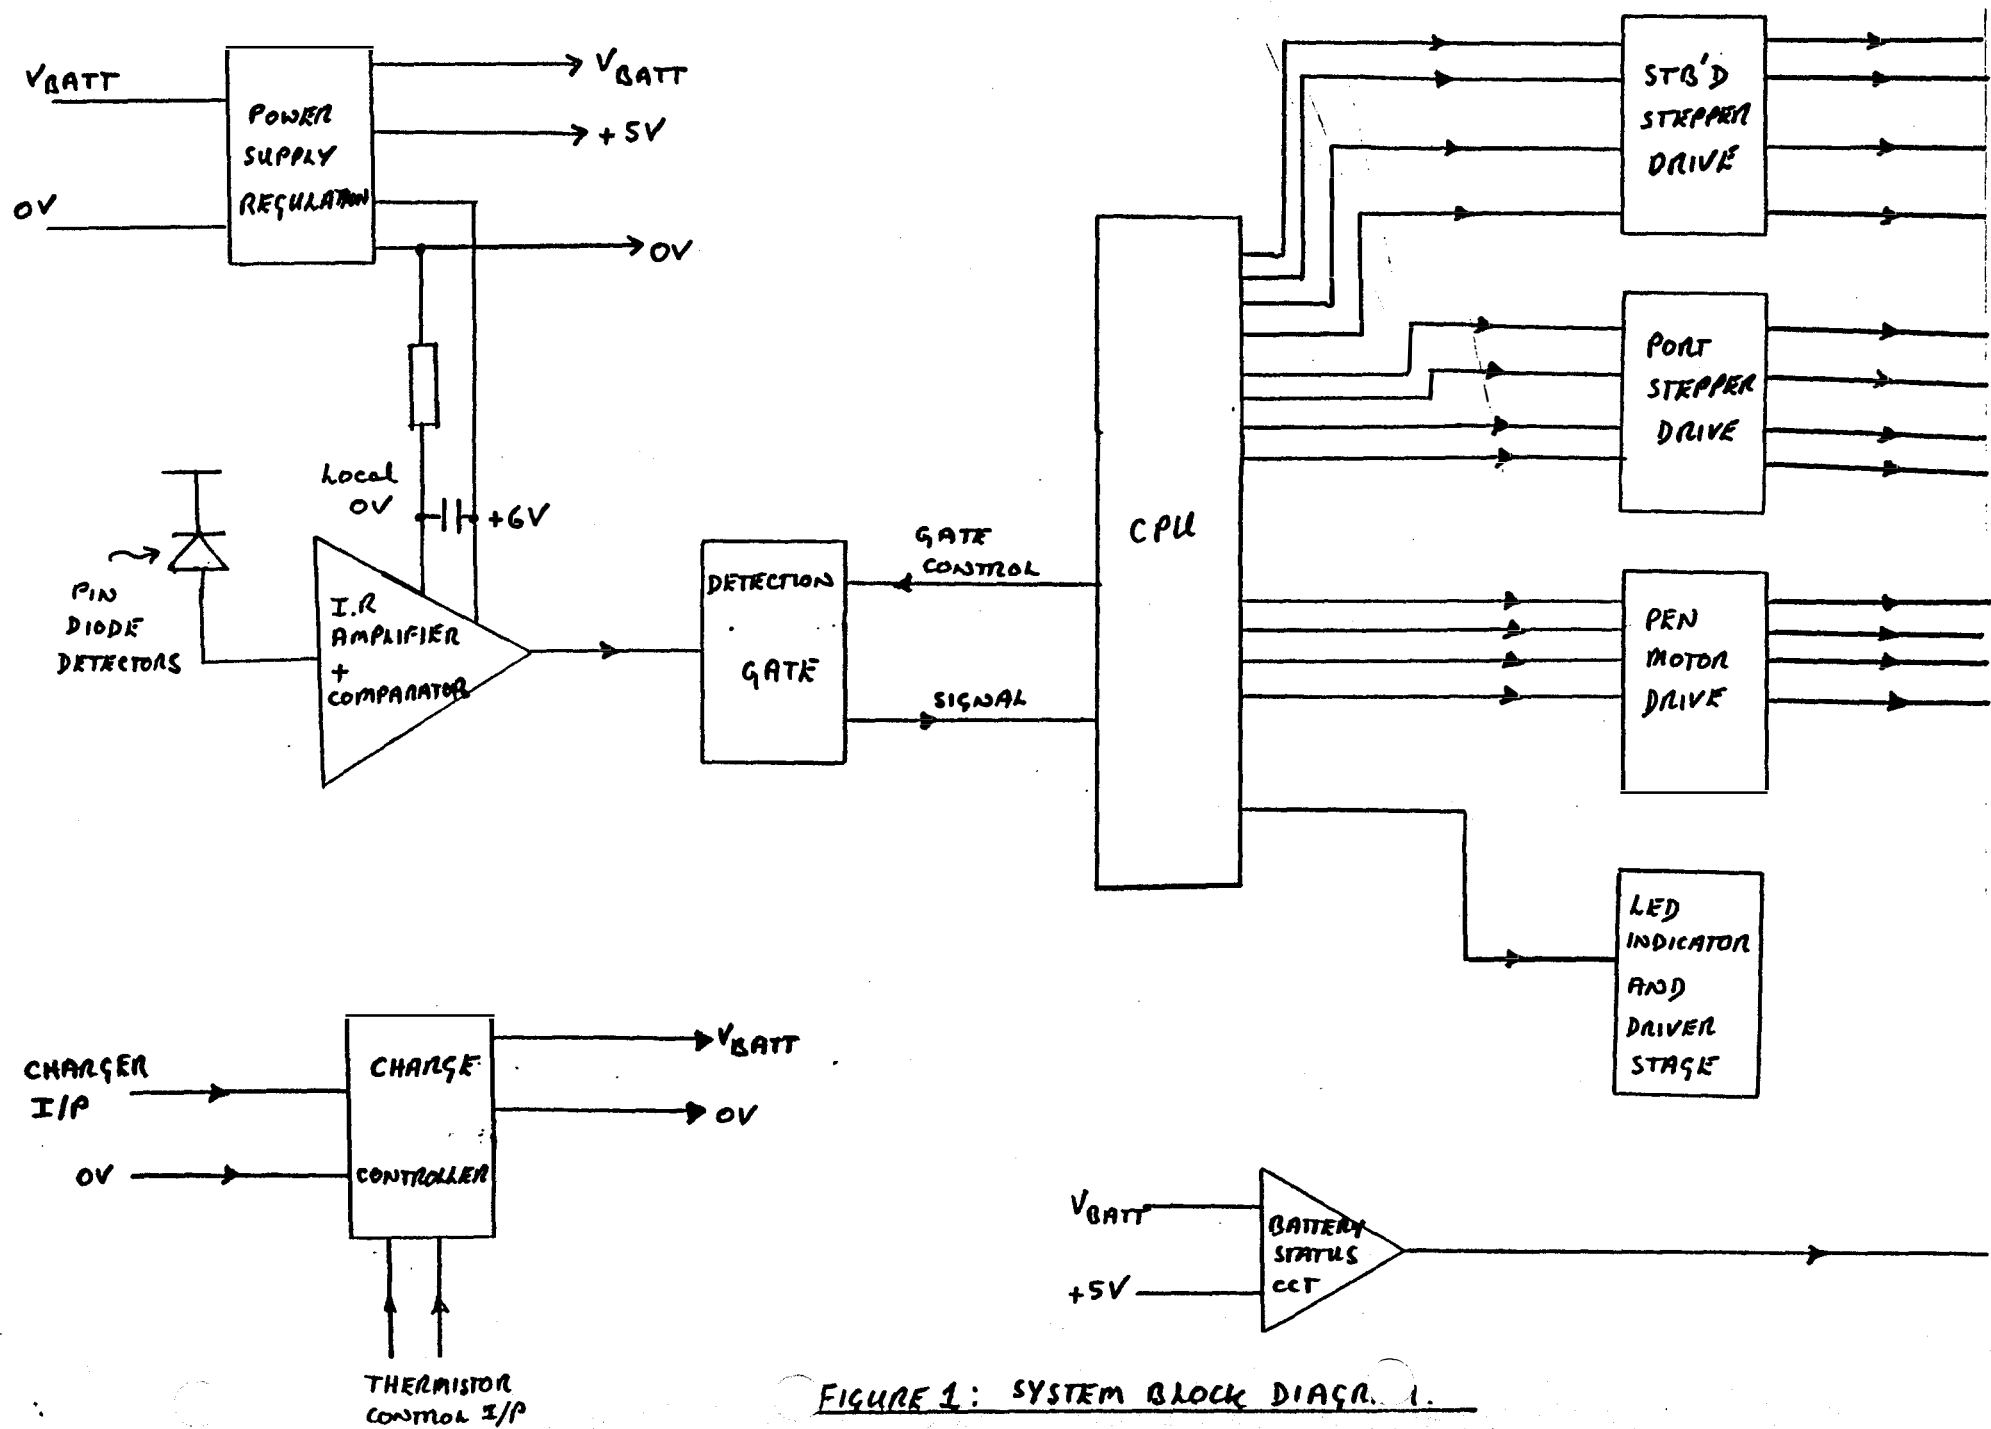 VBATT
0V
POWER
SUPPLY
REGULATION
VBATT
+5V
0V
Local
0V
+6V
PIN
DIODE
DETECTORS
I.R
AMPLIFIER
+
COMPARATOR
DETECTION
GATE
GATE
CONTROL
SIGNAL
CPU
STB'D
STEPPER
DRIVE
PORT
STEPPER
DRIVE
PEN
MOTOR
DRIVE
LED
INDICATOR
AND
DRIVER
STAGE
CHARGER
I/P
0V
CHARGE
CONTROLLER
VBATT
0V
THERMISTOR
CONTROL I/P
VBATT
+5V
BATTERY
STATUS
CCT
FIGURE 1: SYSTEM BLOCK